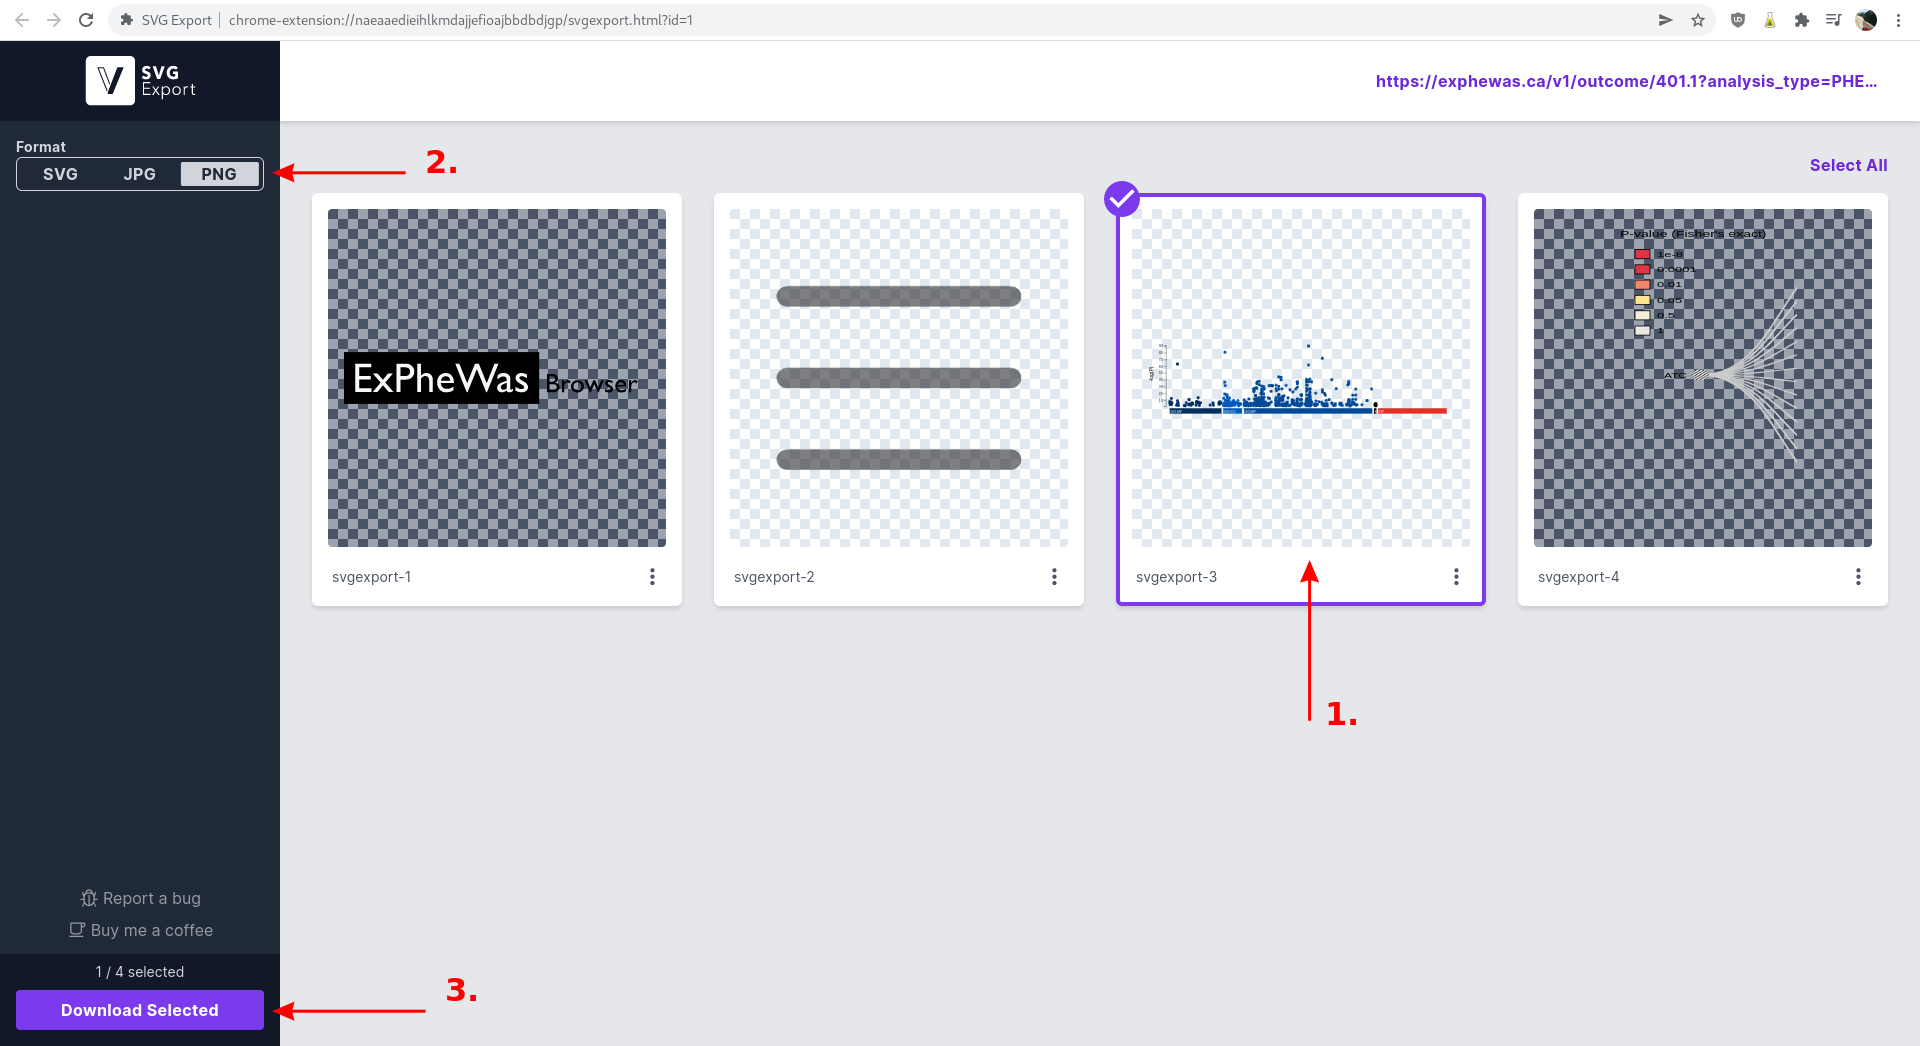 SVG Export | chrome-extension://naeaaedieihlkmdajjefioajbbdbdjgp/svgexport.html?id=1
V SVG
Export
https://exphewas.ca/v1/outcome/401.1?analysis_type=PHE...
Format
SVG JPG PNG
2.
Select All
ExPheWas Browser
P-value (Fisher's exact)
1e-8
0.0001
0.01
0.05
0.5
1
ATC
svgexport-1
svgexport-2
svgexport-3
svgexport-4
1.
Report a bug
Buy me a coffee
1 / 4 selected
3.
Download Selected